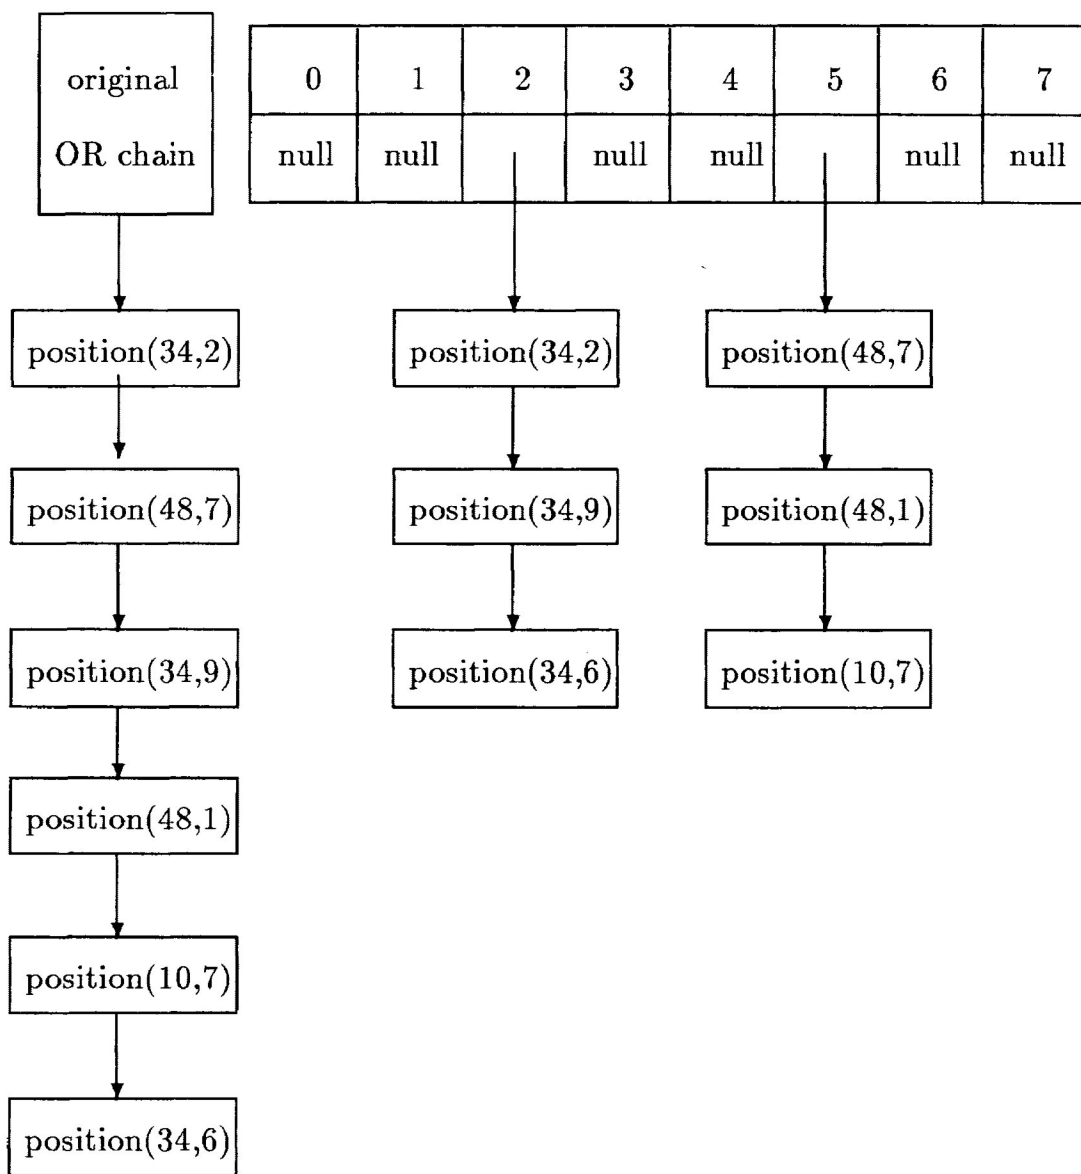 original
OR chain
0 1 2 3 4 5 6 7
null null null null null null
position(34,2)
position(48,7)
position(34,9)
position(48,1)
position(10,7)
position(34,6)
position(34,2)
position(34,9)
position(34,6)
position(48,7)
position(48,1)
position(10,7)